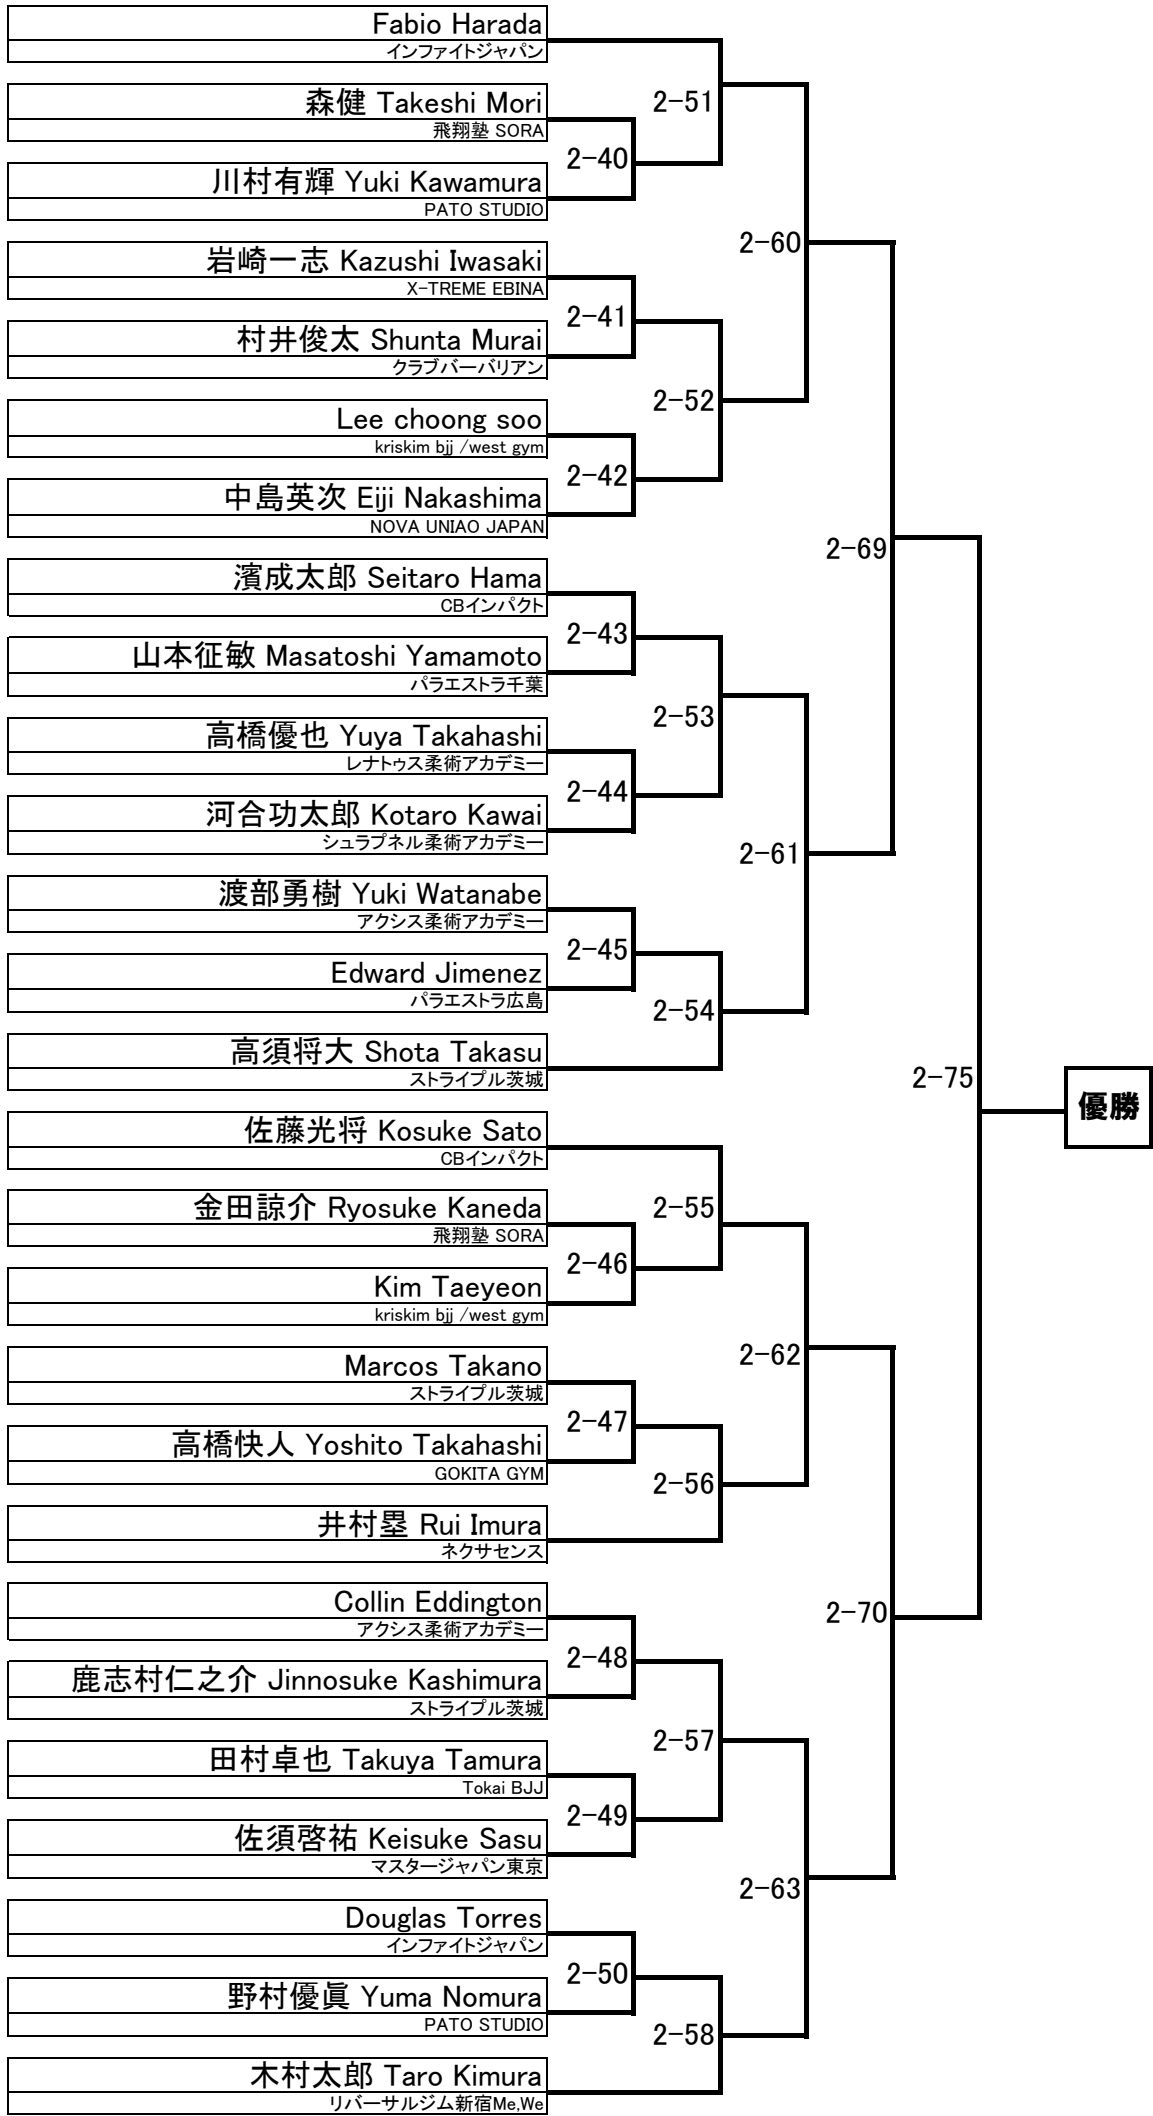 Fabio Harada
インファイトジャパン
2-51
森健 Takeshi Mori
飛翔塾 SORA
2-40
川村有輝 Yuki Kawamura
PATO STUDIO
2-60
岩崎一志 Kazushi Iwasaki
X-TREME EBINA
2-41
村井俊太 Shunta Murai
クラブバーバリアン
2-52
Lee choong soo
kriskim bjj /west gym
2-42
中島英次 Eiji Nakashima
NOVA UNIAO JAPAN
2-69
濱成太郎 Seitaro Hama
CBインパクト
2-43
山本征敏 Masatoshi Yamamoto
パラエストラ千葉
2-53
高橋優也 Yuya Takahashi
レナトゥス柔術アカデミー
2-44
河合功太郎 Kotaro Kawai
シュラプネル柔術アカデミー
2-61
渡部勇樹 Yuki Watanabe
アクシス柔術アカデミー
2-45
Edward Jimenez
パラエストラ広島
2-54
高須将大 Shota Takasu
ストライプル茨城
2-75
優勝
佐藤光将 Kosuke Sato
CBインパクト
2-55
金田諒介 Ryosuke Kaneda
飛翔塾 SORA
2-46
Kim Taeyeon
kriskim bjj /west gym
2-62
Marcos Takano
ストライプル茨城
2-47
高橋快人 Yoshito Takahashi
GOKITA GYM
2-56
井村塁 Rui Imura
ネクサセンス
Collin Eddington
アクシス柔術アカデミー
2-70
2-48
鹿志村仁之介 Jinnosuke Kashimura
ストライプル茨城
2-57
田村卓也 Takuya Tamura
Tokai BJJ
2-49
佐須啓祐 Keisuke Sasu
マスタージャパン東京
2-63
Douglas Torres
インファイトジャパン
2-50
野村優眞 Yuma Nomura
PATO STUDIO
2-58
木村太郎 Taro Kimura
リバーサルジム新宿Me,We